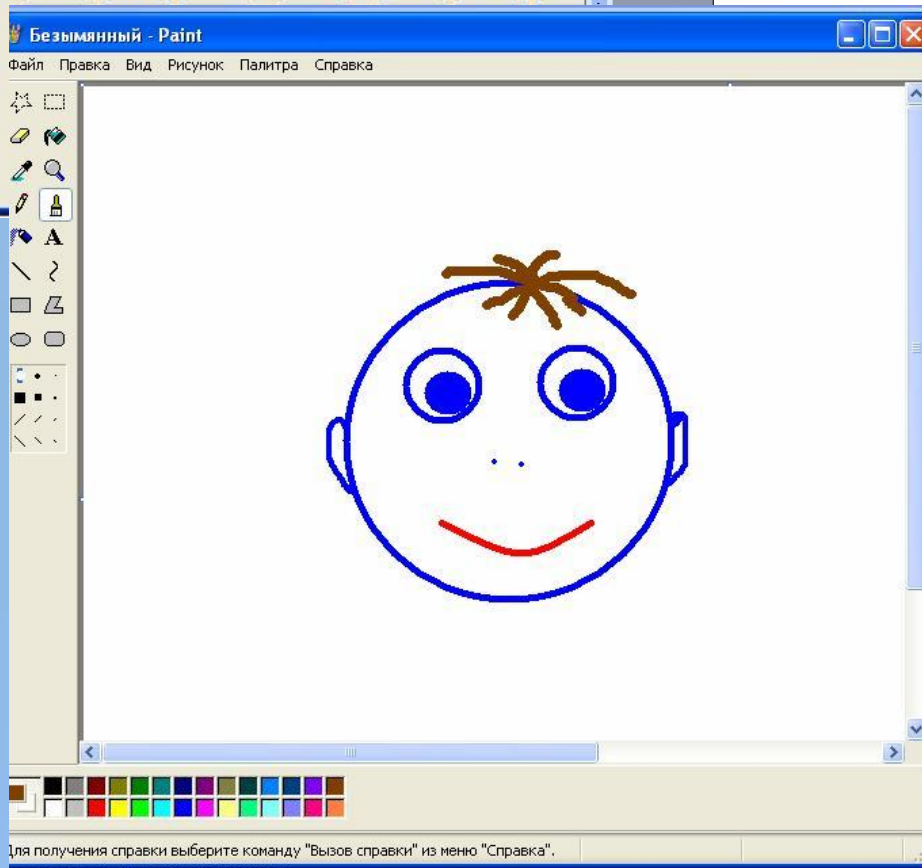 Безымянный - Paint
Файл Правка Вид Рисунок Палитра Справка
A
Для получения справки выберите команду "Вызов справки" из меню "Справка".